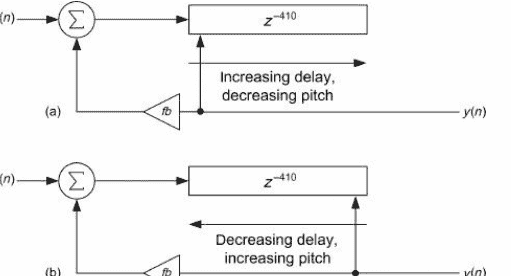 (n)
Σ
z⁻⁴¹⁰
Increasing delay,
decreasing pitch
(a)
fb
y(n)
(n)
Σ
z⁻⁴¹⁰
Decreasing delay,
increasing pitch
(b)
fb
y(n)